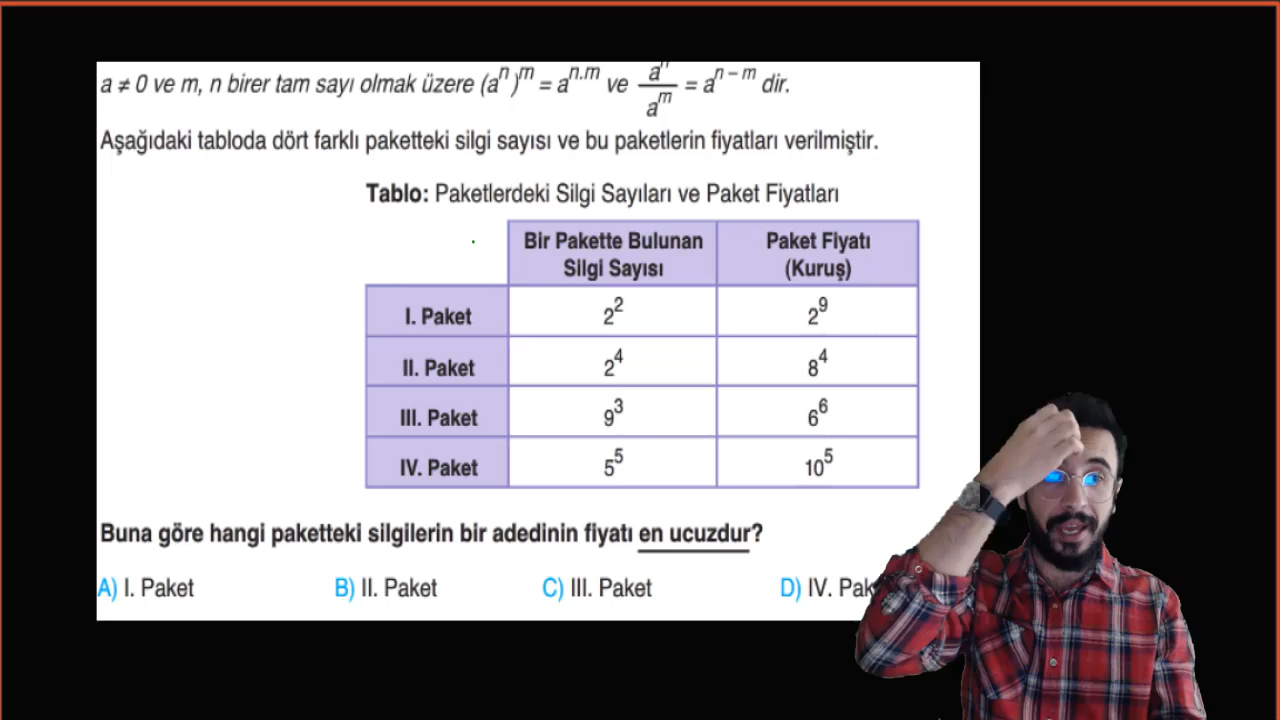 a ≠ 0 ve m, n birer tam sayı olmak üzere (aⁿ)ᵐ = aⁿ·ᵐ ve aⁿ/aᵐ = aⁿ⁻ᵐ dir.
Aşağıdaki tabloda dört farklı paketteki silgi sayısı ve bu paketlerin fiyatları verilmiştir.
Tablo: Paketlerdeki Silgi Sayıları ve Paket Fiyatları
Bir Pakette Bulunan Silgi Sayısı Paket Fiyatı (Kuruş)
I. Paket 2² 2⁹
II. Paket 2⁴ 8⁴
III. Paket 9³ 6⁶
IV. Paket 5⁵ 10⁵
Buna göre hangi paketteki silgilerin bir adedinin fiyatı en ucuzdur?
A) I. Paket B) II. Paket C) III. Paket D) IV. Pak